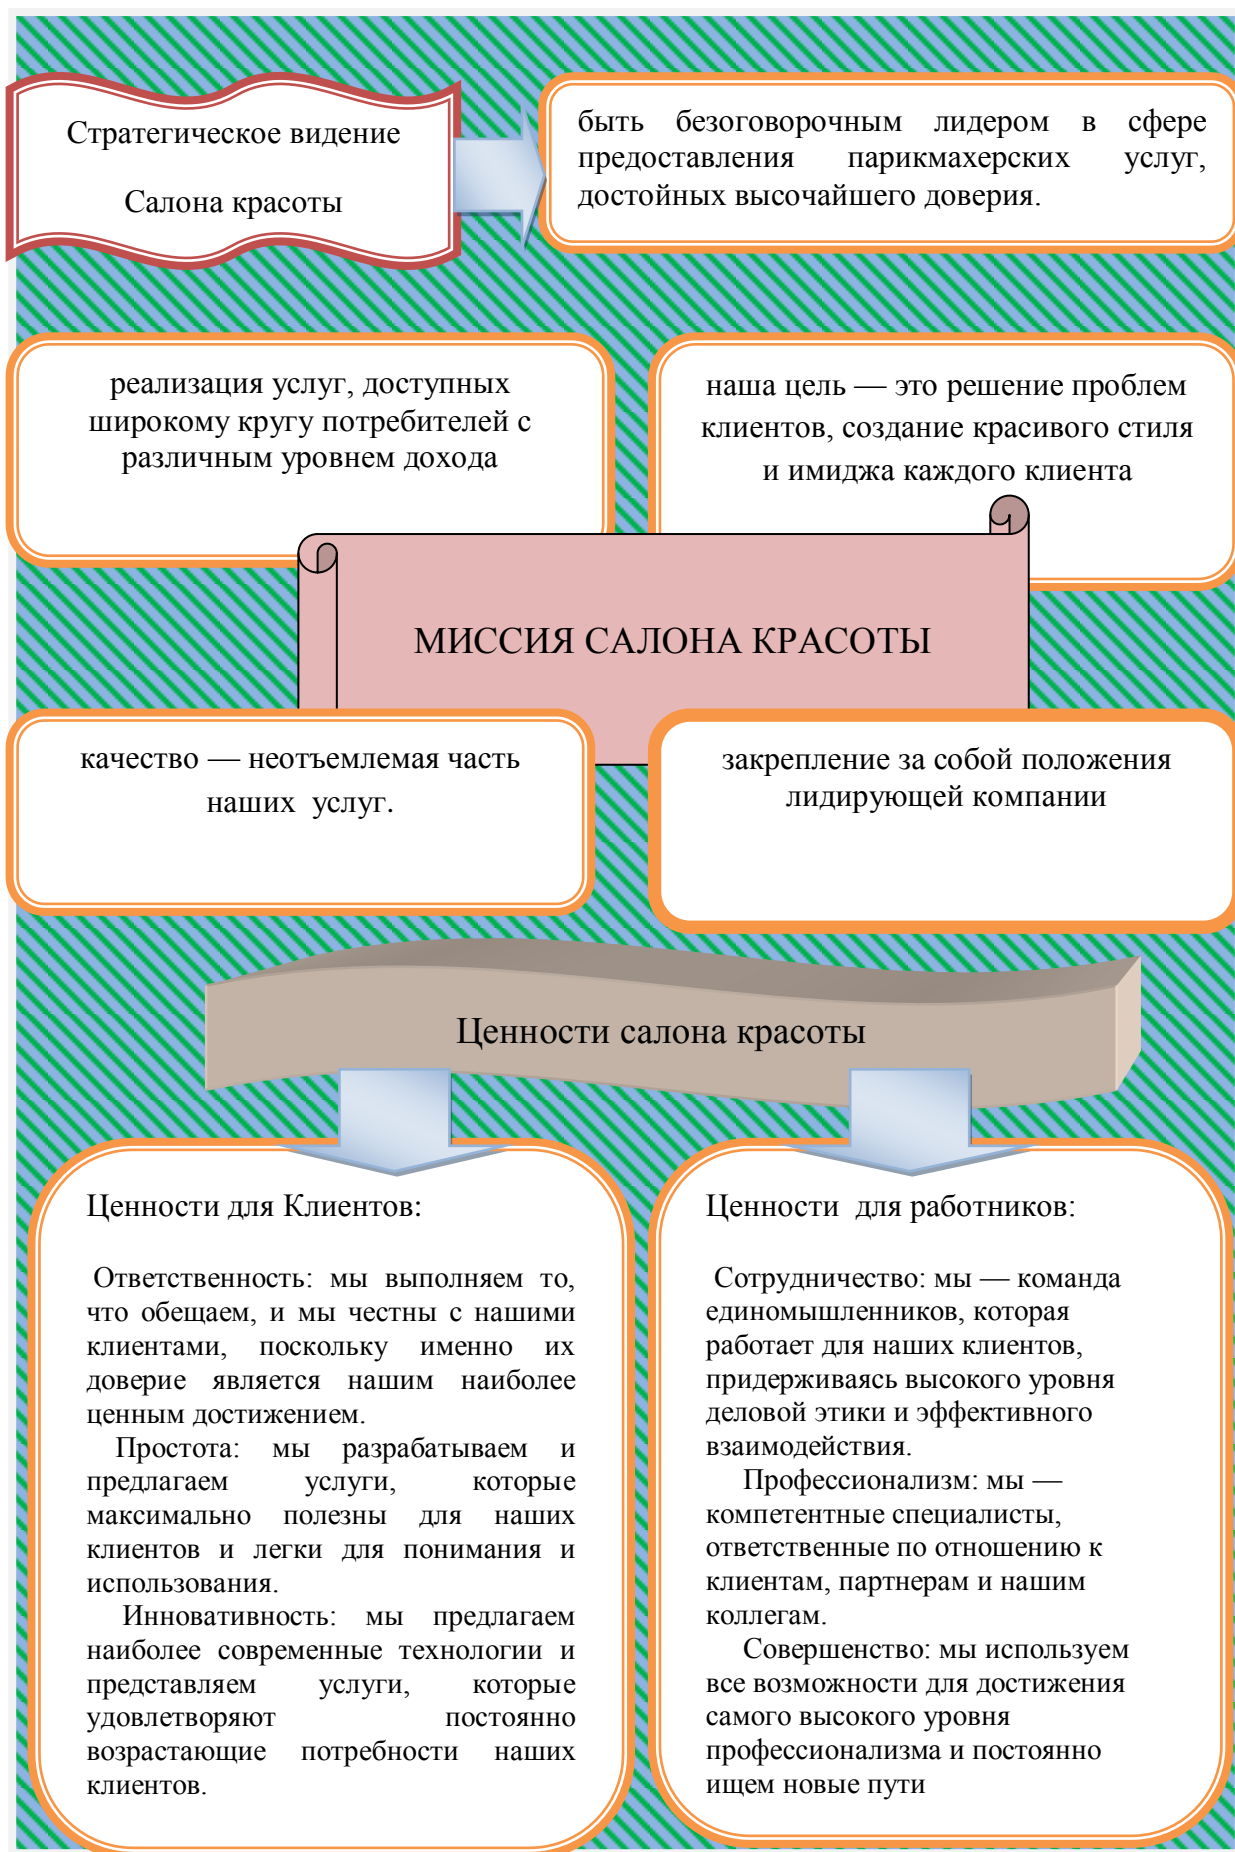 Стратегическое видение
Салона красоты
быть безоговорочным лидером в сфере
предоставления парикмахерских услуг,
достойных высочайшего доверия.
реализация услуг, доступных
широкому кругу потребителей с
различным уровнем дохода
наша цель — это решение проблем
клиентов, создание красивого стиля
и имиджа каждого клиента
МИССИЯ САЛОНА КРАСОТЫ
качество — неотъемлемая часть
наших услуг.
закрепление за собой положения
лидирующей компании
Ценности салона красоты
Ценности для Клиентов:
Ответственность: мы выполняем то,
что обещаем, и мы честны с нашими
клиентами, поскольку именно их
доверие является нашим наиболее
ценным достижением.
Простота: мы разрабатываем и
предлагаем услуги, которые
максимально полезны для наших
клиентов и легки для понимания и
использования.
Инновативность: мы предлагаем
наиболее современные технологии и
представляем услуги, которые
удовлетворяют постоянно
возрастающие потребности наших
клиентов.
Ценности для работников:
Сотрудничество: мы — команда
единомышленников, которая
работает для наших клиентов,
придерживаясь высокого уровня
деловой этики и эффективного
взаимодействия.
Профессионализм: мы —
компетентные специалисты,
ответственные по отношению к
клиентам, партнерам и нашим
коллегам.
Совершенство: мы используем
все возможности для достижения
самого высокого уровня
профессионализма и постоянно
ищем новые пути